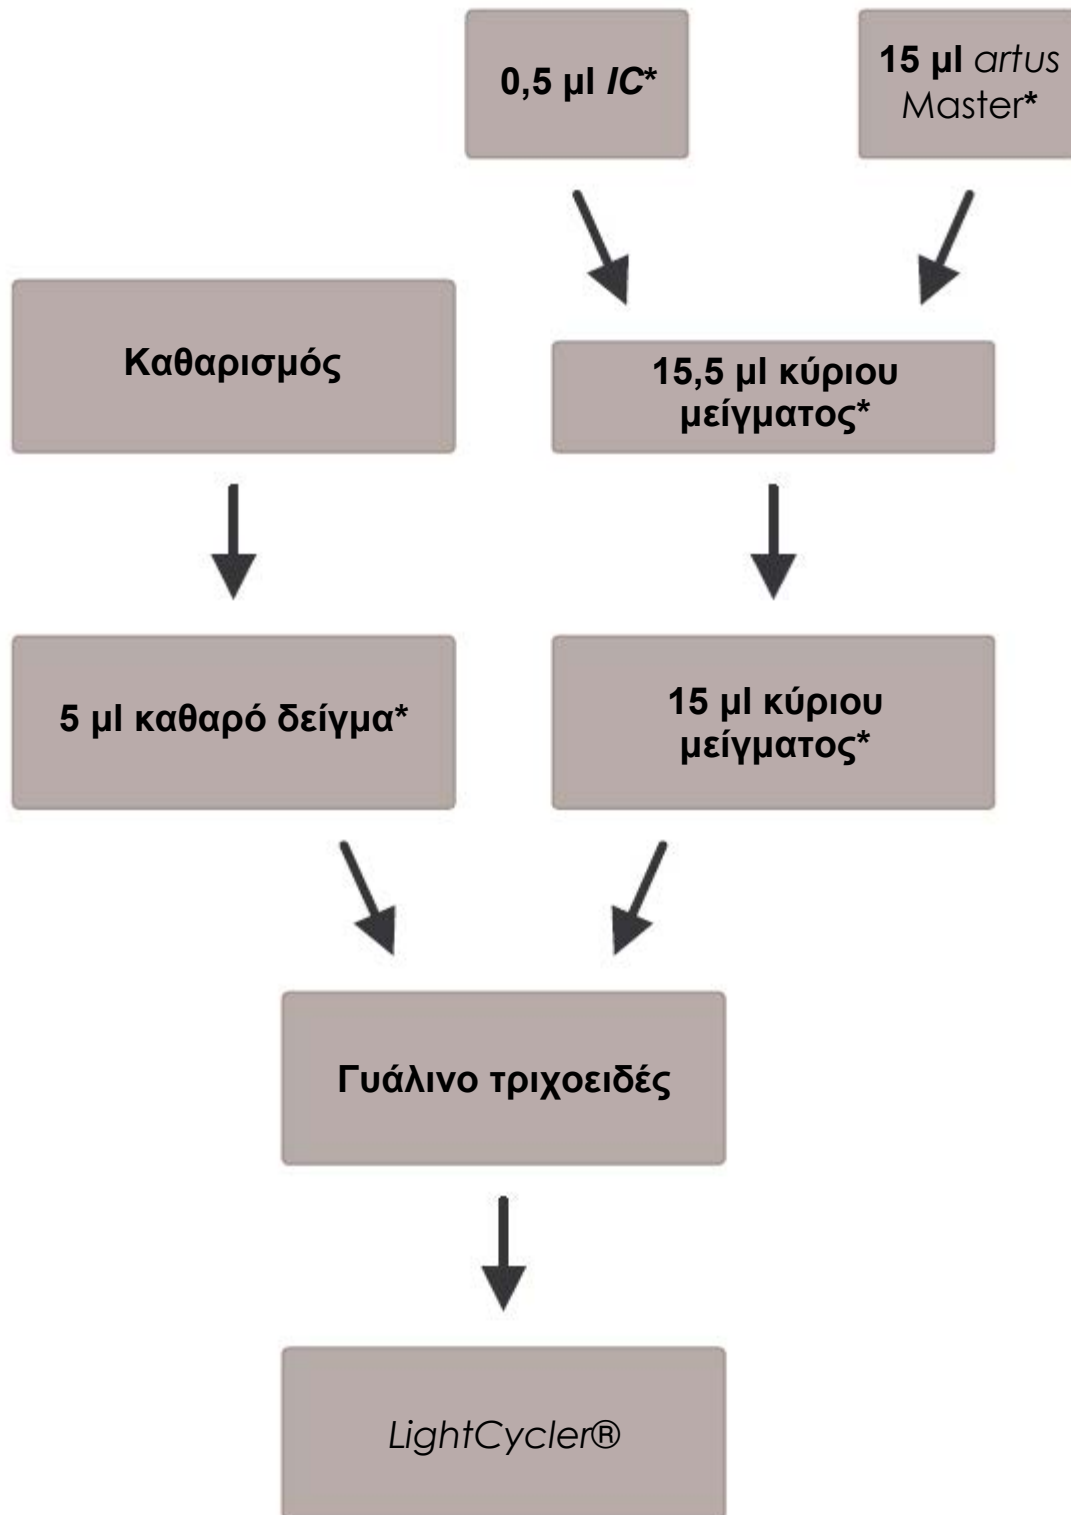 0,5 µl IC*
15 µl artus
Master*
Καθαρισμός
15,5 µl κύριου
μείγματος*
5 µl καθαρό δείγμα*
15 µl κύριου
μείγματος*
Γυάλινο τριχοειδές
LightCycler®